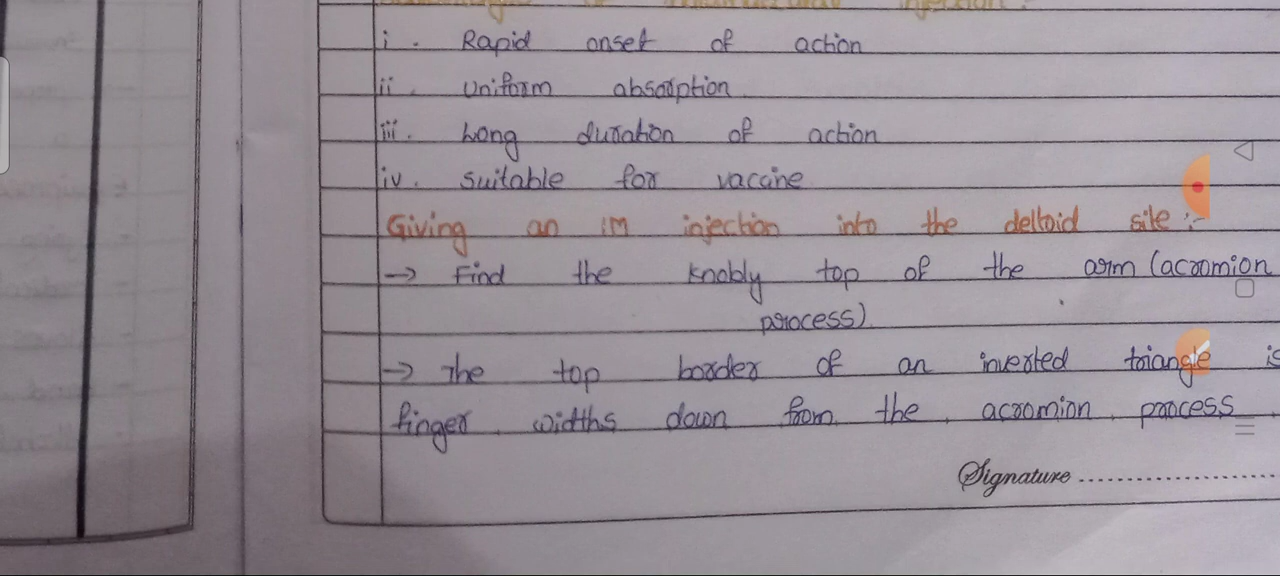 injection:-
i. Rapid onset of action
ii. Uniform absorption
iii. Long duration of action
iv. suitable for vaccine
Giving an IM injection into the deltoid site :-
→ Find the knobly top of the arm (acromion
process).
→ The top border of an inverted triangle is
finger widths down from the acromion process.
Signature